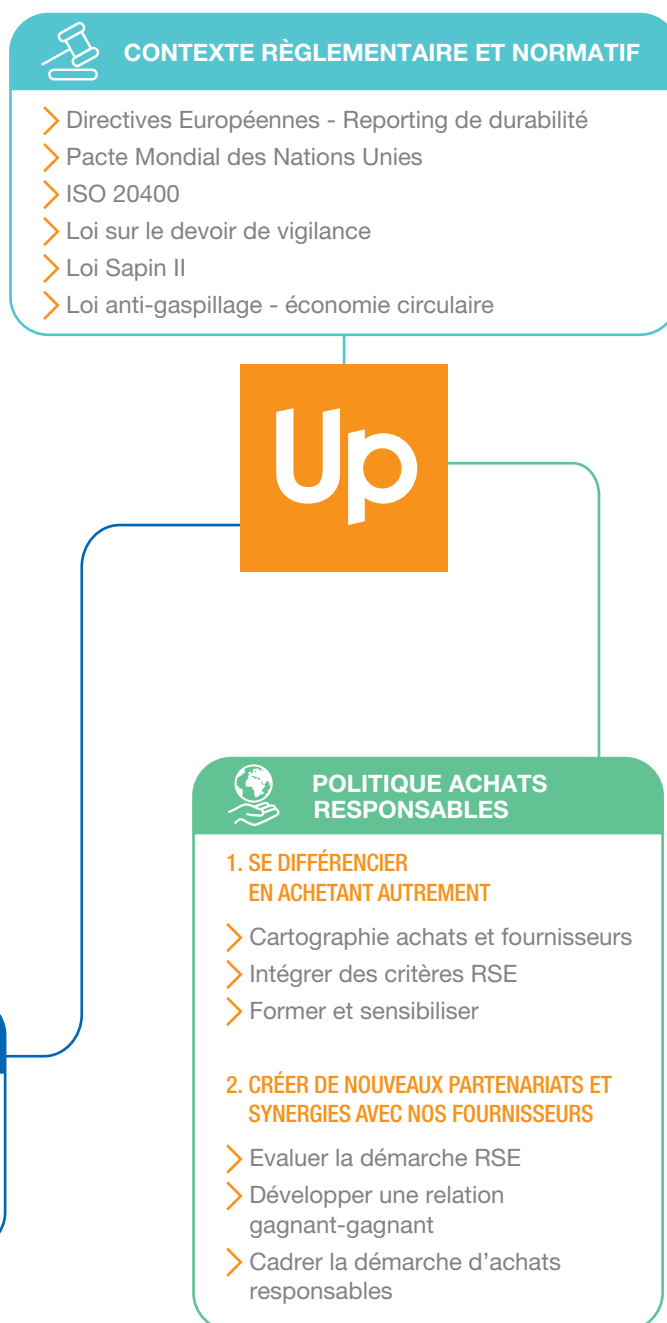 CONTEXTE RÈGLEMENTAIRE ET NORMATIF
Directives Européennes - Reporting de durabilité
Pacte Mondial des Nations Unies
ISO 20400
Loi sur le devoir de vigilance
Loi Sapin II
Loi anti-gaspillage - économie circulaire
Up
POLITIQUE ACHATS
RESPONSABLES
1. SE DIFFÉRENCIER
EN ACHETANT AUTREMENT
Cartographie achats et fournisseurs
Intégrer des critères RSE
Former et sensibiliser
2. CRÉER DE NOUVEAUX PARTENARIATS ET
SYNERGIES AVEC NOS FOURNISSEURS
Evaluer la démarche RSE
Développer une relation
gagnant-gagnant
Cadrer la démarche d'achats
responsables